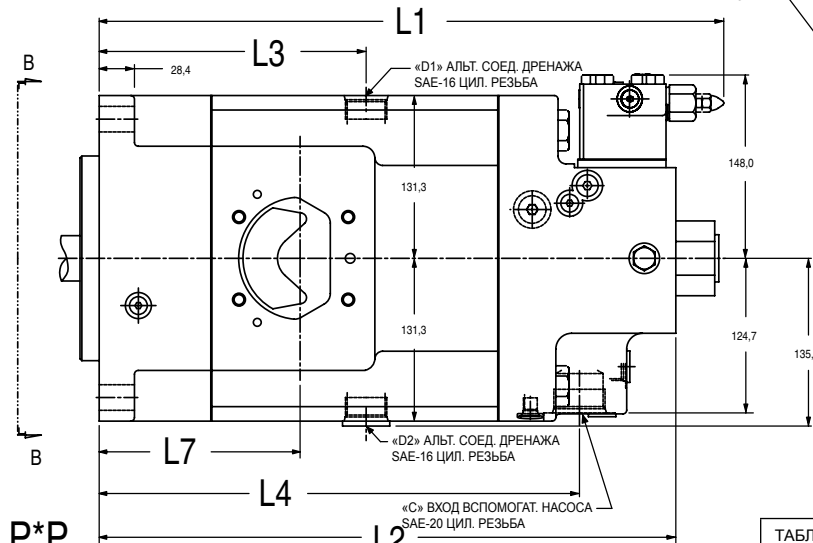 L1
L3
B
28,4
«D1» АЛЬТ. СОЕД. ДРЕНАЖА
SAE-16 ЦИЛ. РЕЗЬБА
148,0
131,3
131,3
124,7
135,
B
L7
«D2» АЛЬТ. СОЕД. ДРЕНАЖА
SAE-16 ЦИЛ. РЕЗЬБА
L4
«C» ВХОД ВСПОМОГАТ. НАСОСА
SAE-20 ЦИЛ. РЕЗЬБА
P*P
L2
ТАБЛ